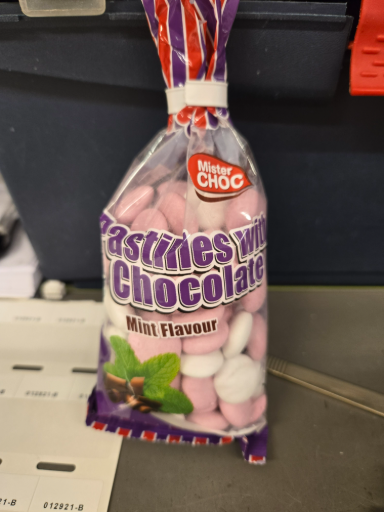 Mister
CHOC
Pastilles with
Chocolate
Mint Flavour
012921-B